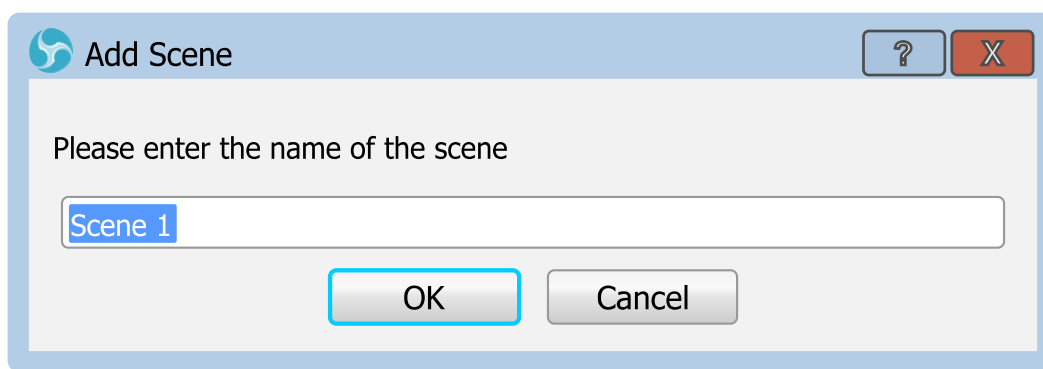 Add Scene ? X
Please enter the name of the scene
Scene 1
OK Cancel